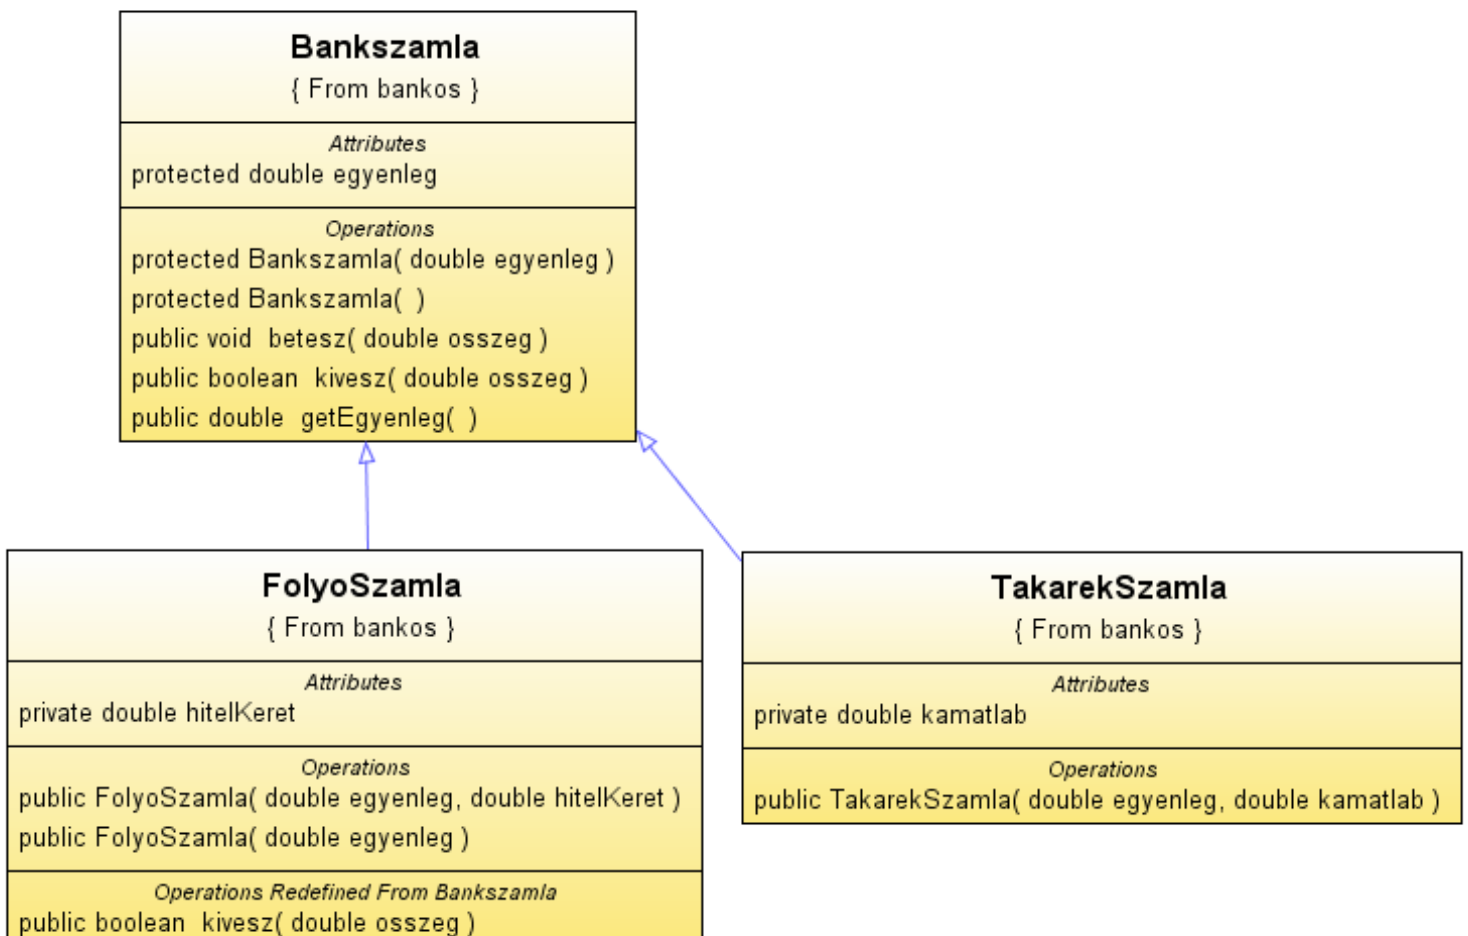 Bankszamla
{ From bankos }
Attributes
protected double egyenleg
Operations
protected Bankszamla( double egyenleg )
protected Bankszamla( )
public void betesz( double osszeg )
public boolean kivesz( double osszeg )
public double getEgyenleg( )
FolyoSzamla
{ From bankos }
Attributes
private double hitelKeret
Operations
public FolyoSzamla( double egyenleg, double hitelKeret )
public FolyoSzamla( double egyenleg )
Operations Redefined From Bankszamla
public boolean kivesz( double osszeg )
TakarekSzamla
{ From bankos }
Attributes
private double kamatlab
Operations
public TakarekSzamla( double egyenleg, double kamatlab )